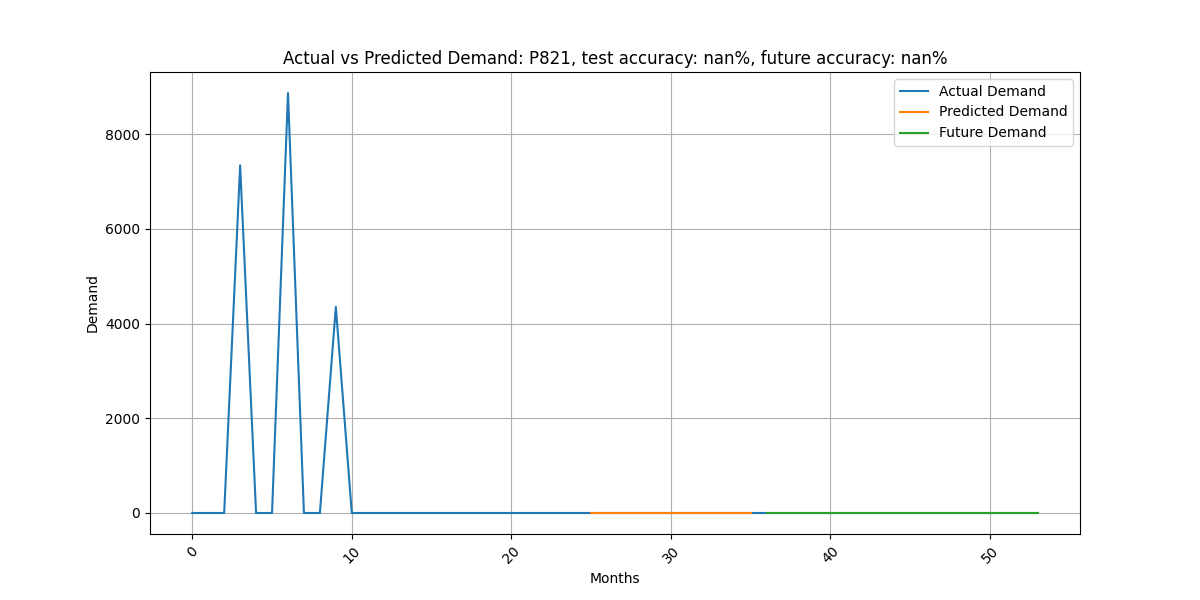 Actual vs Predicted Demand: P821, test accuracy: nan%, future accuracy: nan%
Actual Demand
Predicted Demand
Future Demand
8000
6000
4000
2000
0
Demand
0
10
20
30
40
50
Months